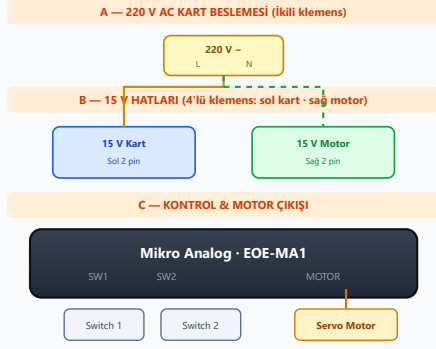 A — 220 V AC KART BESLEMESİ (İkili klemens)
220 V ~
L N
B — 15 V HATLARI (4'lü klemens: sol kart · sağ motor)
15 V Kart
Sol 2 pin
15 V Motor
Sağ 2 pin
C — KONTROL & MOTOR ÇIKIŞI
Mikro Analog · EOE-MA1
SW1 SW2 MOTOR
Switch 1
Switch 2
Servo Motor